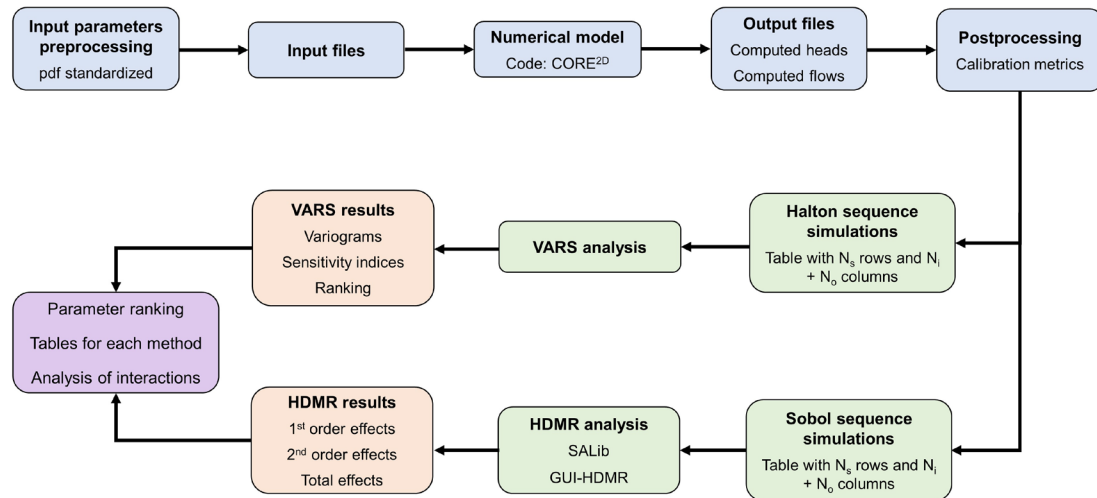 Input parameters
preprocessing
pdf standardized
Input files
Numerical model
Code: CORE²ᴰ
Output files
Computed heads
Computed flows
Postprocessing
Calibration metrics
VARS results
Variograms
Sensitivity indices
Ranking
VARS analysis
Halton sequence
simulations
Table with Nₛ rows and Nᵢ
+ Nₒ columns
Parameter ranking
Tables for each method
Analysis of interactions
HDMR results
1ˢᵗ order effects
2ⁿᵈ order effects
Total effects
HDMR analysis
SALib
GUI-HDMR
Sobol sequence
simulations
Table with Nₛ rows and Nᵢ
+ Nₒ columns